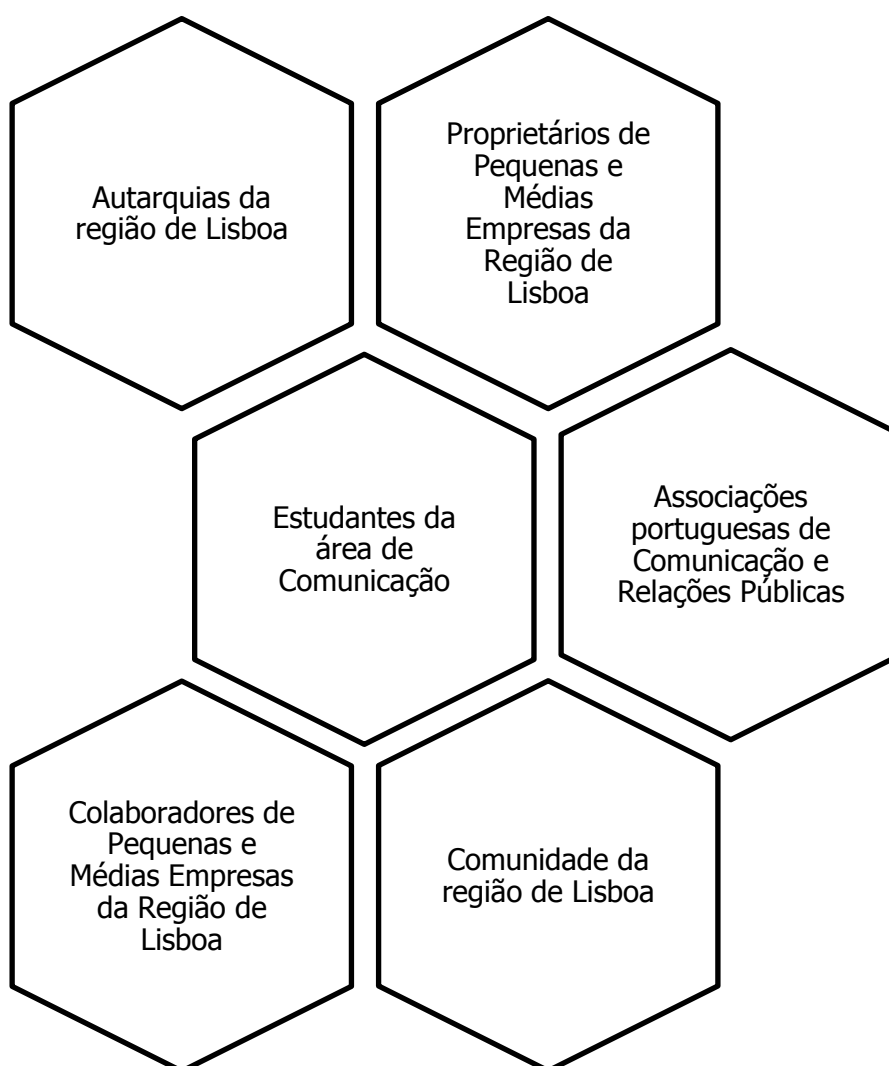 Autarquias da
região de Lisboa
Proprietários de
Pequenas e
Médias
Empresas da
Região de
Lisboa
Estudantes da
área de
Comunicação
Associações
portuguesas de
Comunicação e
Relações Públicas
Colaboradores de
Pequenas e
Médias Empresas
da Região de
Lisboa
Comunidade da
região de Lisboa